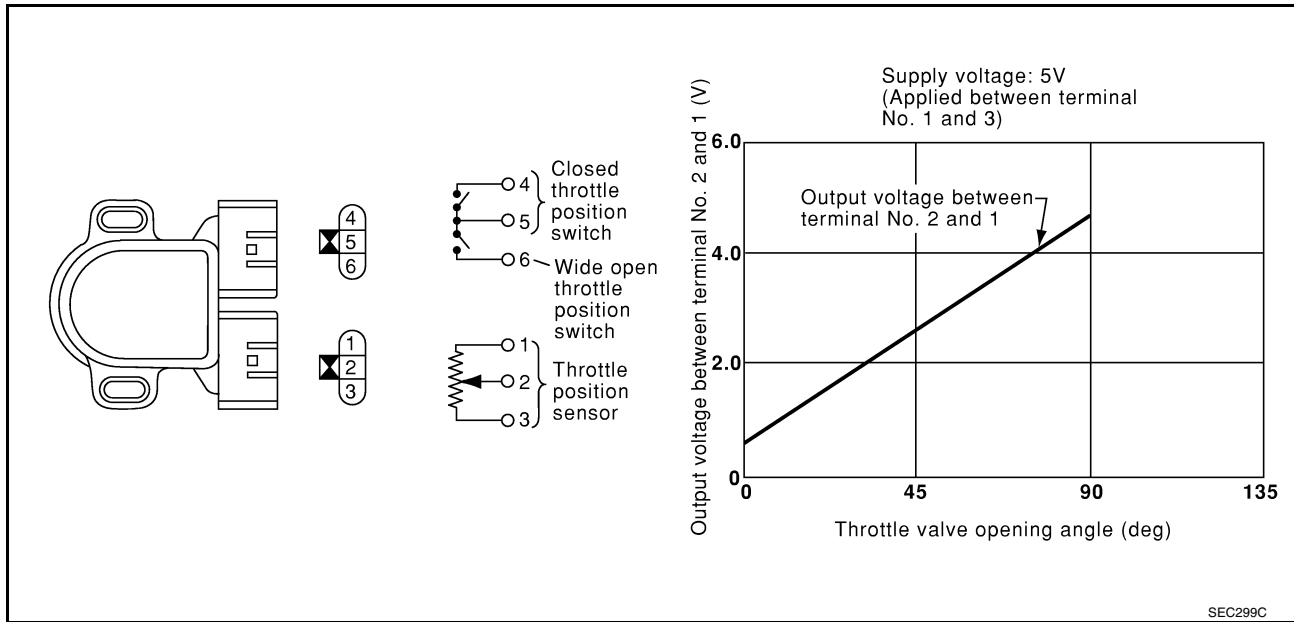 4
5
6
1
2
3
4
5
6
Closed
throttle
position
switch
Wide open
throttle
position
switch
1
2
3
Throttle
position
sensor
Supply voltage: 5V
(Applied between terminal
No. 1 and 3)
Output voltage between terminal No. 2 and 1 (V)
6.0
4.0
2.0
0
Output voltage between
terminal No. 2 and 1
0
45
90
135
Throttle valve opening angle (deg)
SEC299C